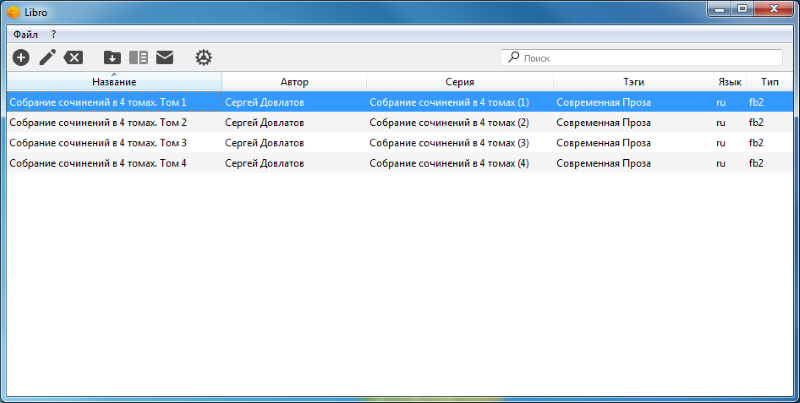 Libro
Файл ?
Поиск
Название Автор Серия Тэги Язык Тип
Собрание сочинений в 4 томах. Том 1 Сергей Довлатов Собрание сочинений в 4 томах (1) Современная Проза ru fb2
Собрание сочинений в 4 томах. Том 2 Сергей Довлатов Собрание сочинений в 4 томах (2) Современная Проза ru fb2
Собрание сочинений в 4 томах. Том 3 Сергей Довлатов Собрание сочинений в 4 томах (3) Современная Проза ru fb2
Собрание сочинений в 4 томах. Том 4 Сергей Довлатов Собрание сочинений в 4 томах (4) Современная Проза ru fb2